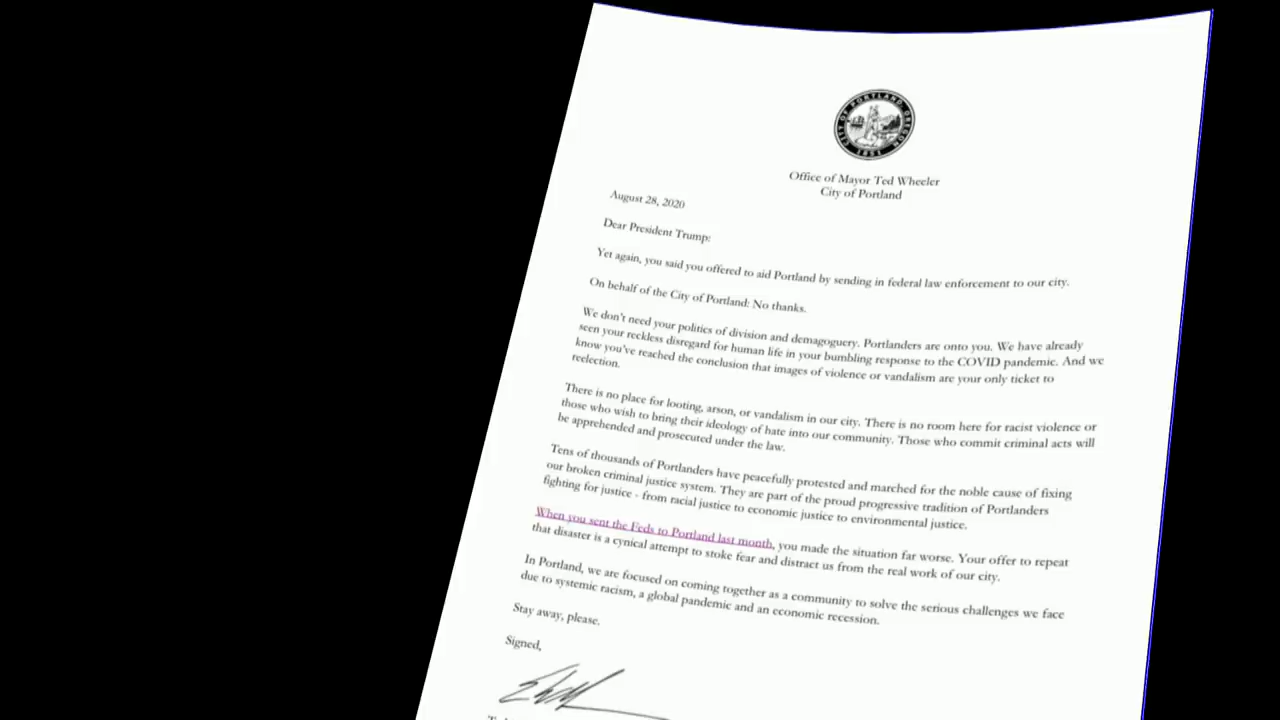 CITY OF PORTLAND, OREGON
1851
Office of Mayor Ted Wheeler
City of Portland
August 28, 2020
Dear President Trump:
Yet again, you said you offered to aid Portland by sending in federal law enforcement to our city.
On behalf of the City of Portland: No thanks.
We don't need your politics of division and demagoguery. Portlanders are onto you. We have already
seen your reckless disregard for human life in your bumbling response to the COVID pandemic. And we
know you've reached the conclusion that images of violence or vandalism are your only ticket to
reelection.
There is no place for looting, arson, or vandalism in our city. There is no room here for racist violence or
those who wish to bring their ideology of hate into our community. Those who commit criminal acts will
be apprehended and prosecuted under the law.
Tens of thousands of Portlanders have peacefully protested and marched for the noble cause of fixing
our broken criminal justice system. They are part of the proud progressive tradition of Portlanders
fighting for justice - from racial justice to economic justice to environmental justice.
When you sent the Feds to Portland last month, you made the situation far worse. Your offer to repeat
that disaster is a cynical attempt to stoke fear and distract us from the real work of our city.
In Portland, we are focused on coming together as a community to solve the serious challenges we face
due to systemic racism, a global pandemic and an economic recession.
Stay away, please.
Signed,